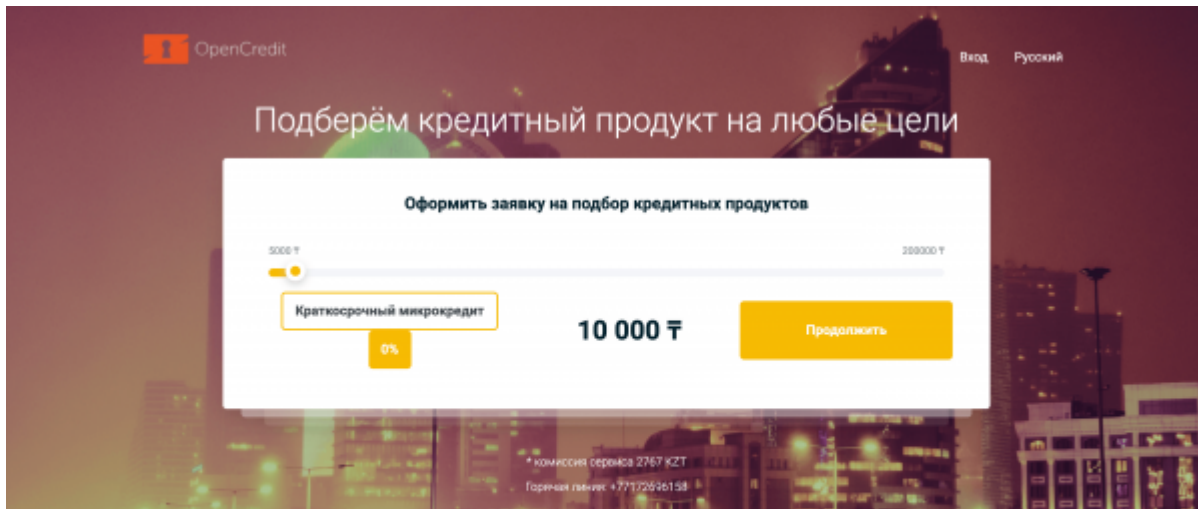 OpenCredit
Вход Русский
Подберём кредитный продукт на любые цели
Оформить заявку на подбор кредитных продуктов
5000 ₸ 200000 ₸
Краткосрочный микрокредит
0%
10 000 ₸
Продолжить
* комиссия сервиса 2767 KZT
Горячая линия: +77172696158